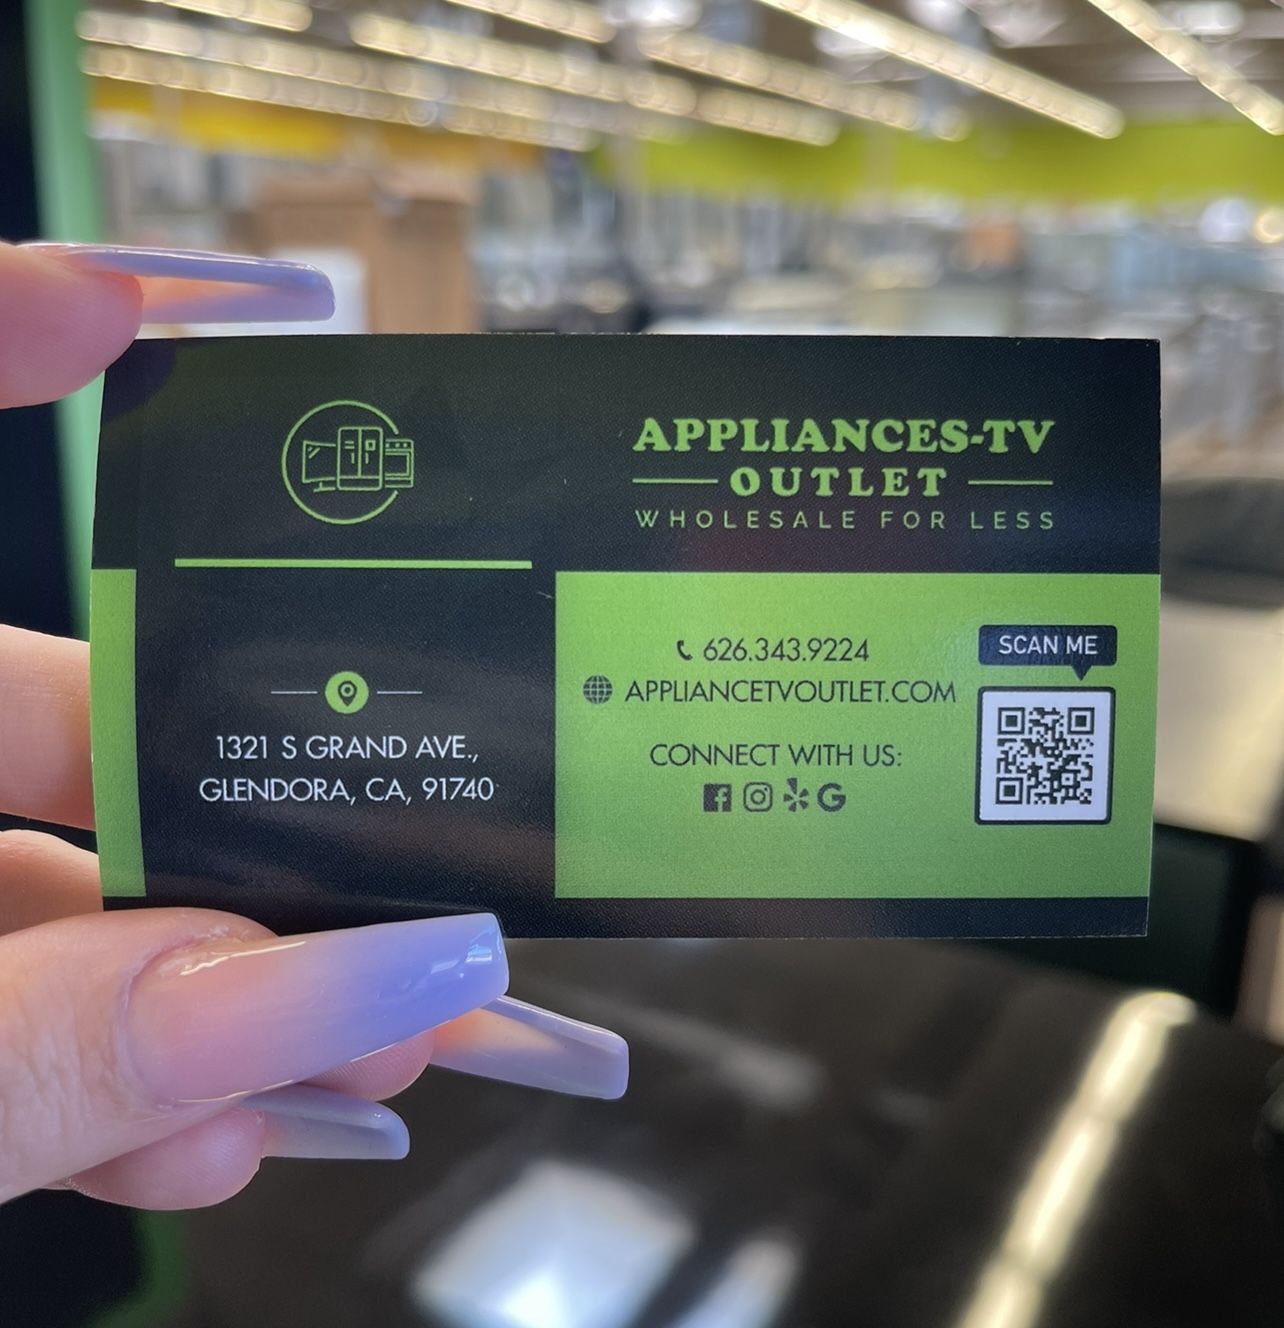 APPLIANCES-TV
OUTLET
WHOLESALE FOR LESS
1321 S GRAND AVE.,
GLENDORA, CA, 91740
626.343.9224
APPLIANCETVOUTLET.COM
CONNECT WITH US:
SCAN ME